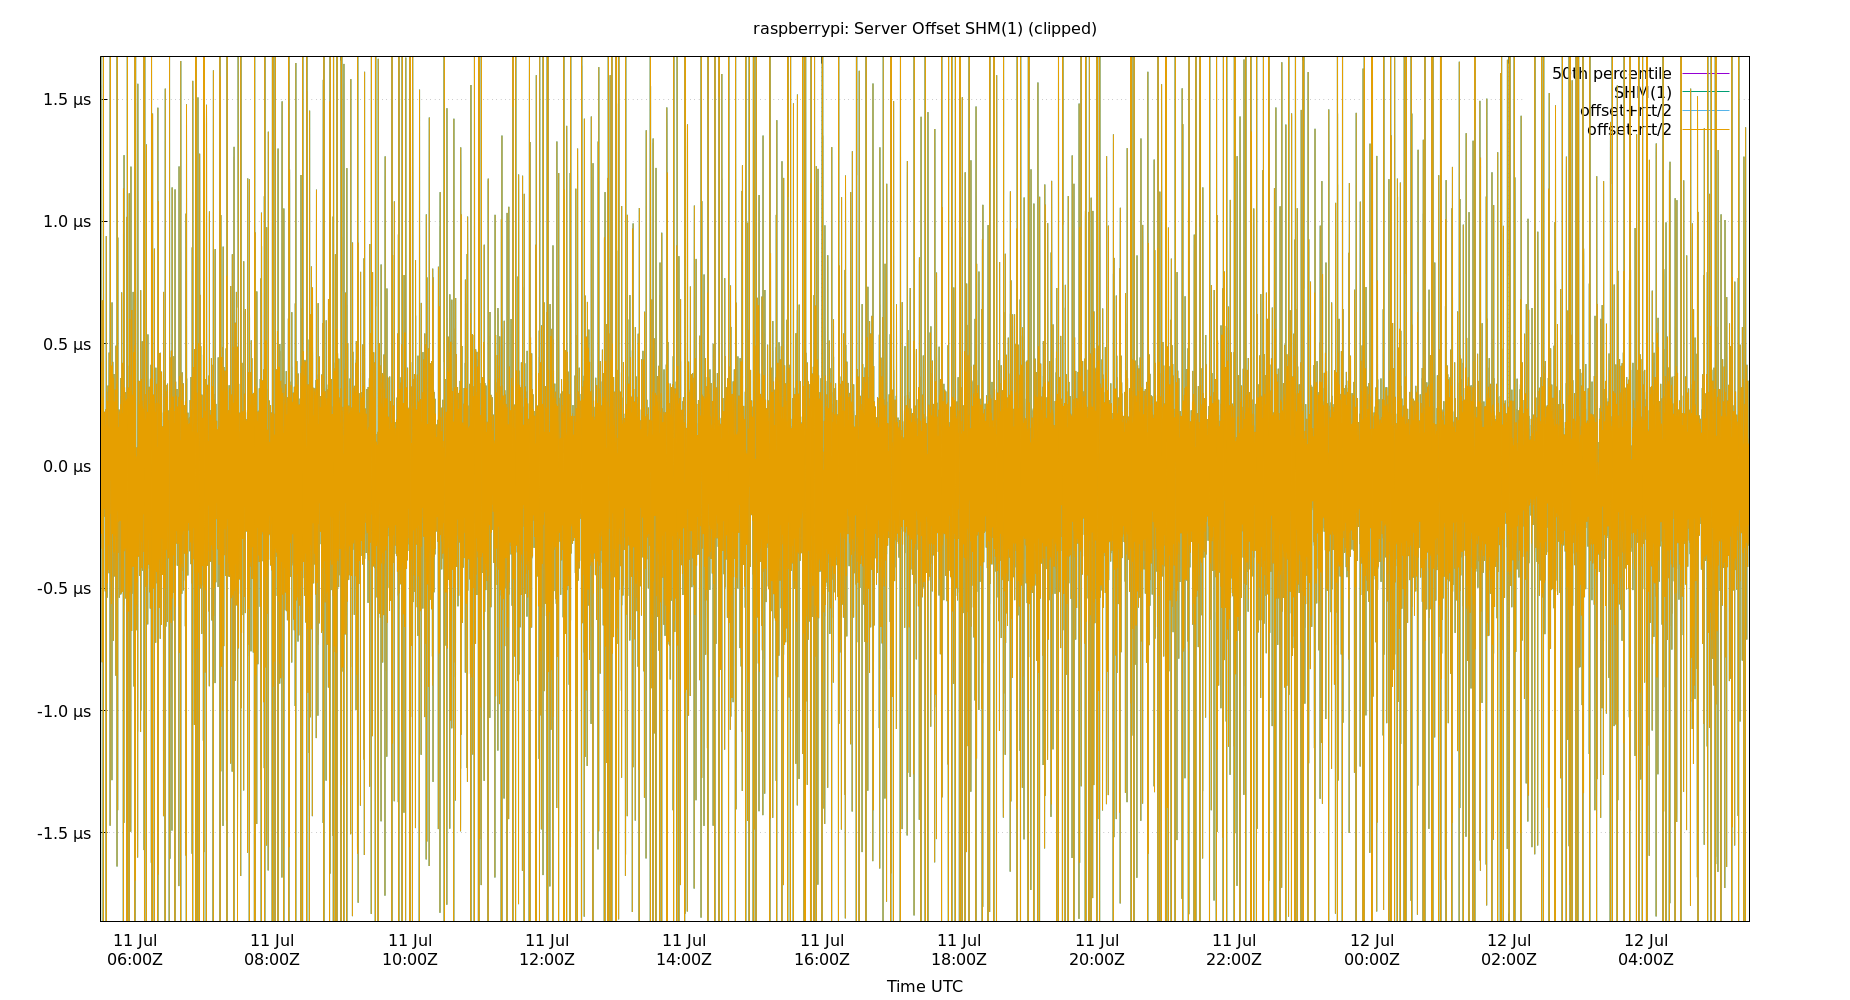 raspberrypi: Server Offset SHM(1) (clipped)
50th percentile
SHM(1)
offset+rtt/2
offset-rtt/2
1.5 µs
1.0 µs
0.5 µs
0.0 µs
-0.5 µs
-1.0 µs
-1.5 µs
11 Jul 11 Jul 11 Jul 11 Jul 11 Jul 11 Jul 11 Jul 11 Jul 11 Jul 12 Jul 12 Jul 12 Jul
06:00Z 08:00Z 10:00Z 12:00Z 14:00Z 16:00Z 18:00Z 20:00Z 22:00Z 00:00Z 02:00Z 04:00Z
Time UTC